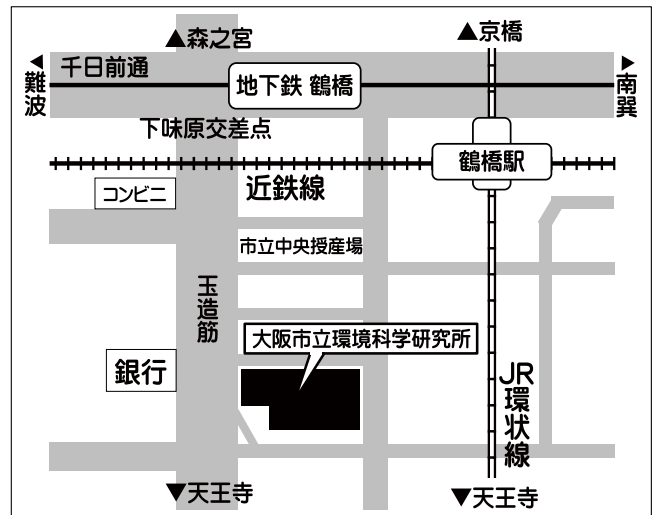 ▲森之宮
▲京橋
◀難波
千日前通
地下鉄 鶴橋
▶南巽
下味原交差点
鶴橋駅
コンビニ
近鉄線
市立中央授産場
玉造筋
大阪市立環境科学研究所
銀行
JR環状線
▼天王寺
▼天王寺